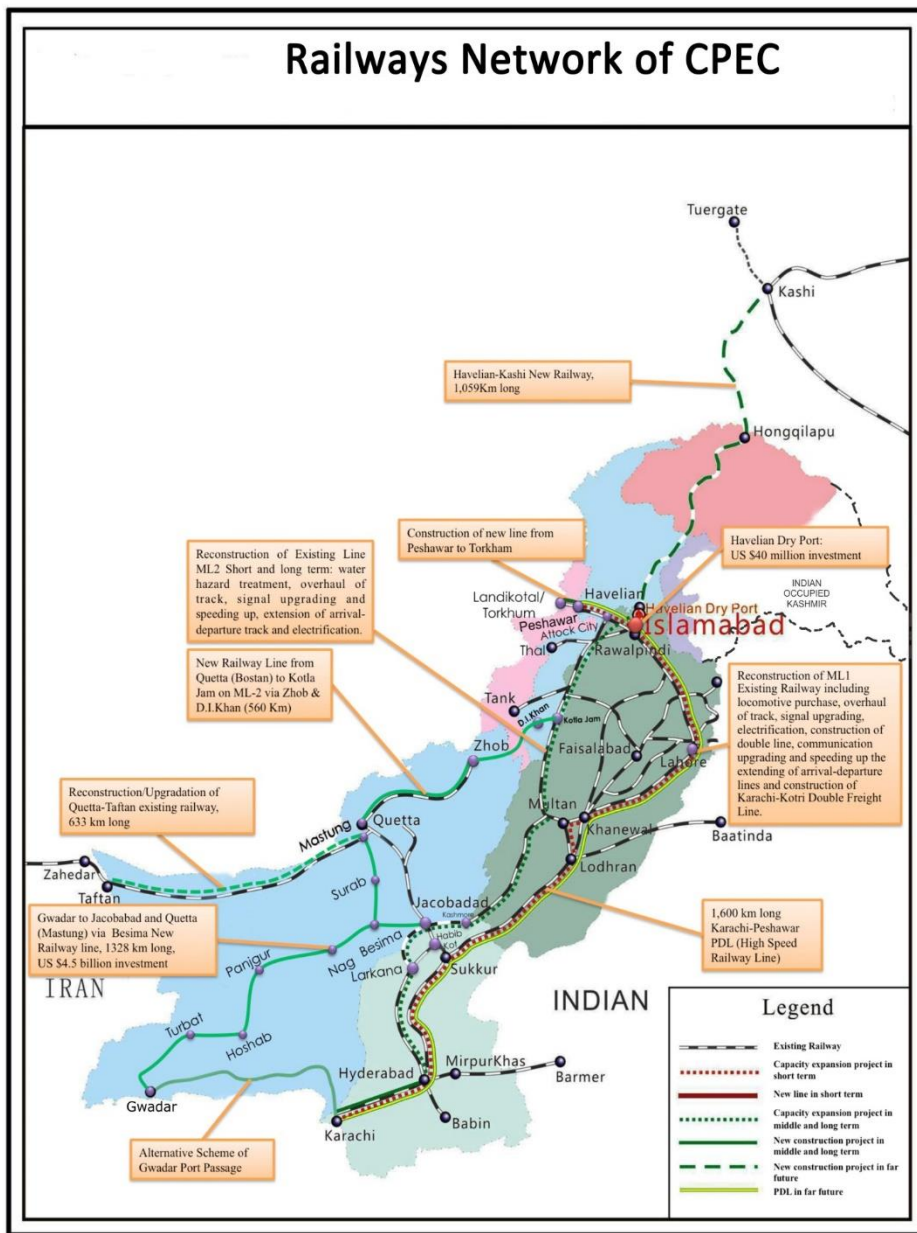 Railways Network of CPEC
Tuergate
Kashi
Havelian-Kashi New Railway,
1,059Km long
Hongqilapu
Construction of new line from
Peshawar to Torkham
Havelian Dry Port:
US $40 million investment
Reconstruction of Existing Line
ML2 Short and long term: water
hazard treatment, overhaul of
track, signal upgrading and
speeding up, extension of arrival-
departure track and electrification.
INDIAN
OCCUPIED
KASHMIR
Landikotal/
Torkhum
Havelian
Havelian Dry Port
Peshawar
Attock City
Islamabad
Thal
Rawalpindi
New Railway Line from
Quetta (Bostan) to Kotla
Jam on ML-2 via Zhob &
D.I.Khan (560 Km)
Reconstruction of ML1
Existing Railway including
locomotive purchase, overhaul of
track, signal upgrading,
electrification, construction of
double line, communication
upgrading and speeding up the
extending of arrival-departure
lines and construction of
Karachi-Kotri Double Freight
Line.
Tank
D.I.Khan
Kotla Jam
Zhob
Faisalabad
Lahore
Reconstruction/Upgradation of
Quetta-Taftan existing railway,
633 km long
Mastung
Quetta
Multan
Khanewal
Baatinda
Lodhran
Zahedar
Taftan
Surab
Jacobadad
Kashmore
Gwadar to Jacobabad and Quetta
(Mastung) via Besima New
Railway line, 1328 km long,
US $4.5 billion investment
1,600 km long
Karachi-Peshawar
PDL (High Speed
Railway Line)
Nag
Besima
Habib
Kot
Larkana
Sukkur
Panjgur
IRAN
INDIAN
Turbat
Hoshab
Gwadar
Hyderabad
MirpurKhas
Barmer
Babin
Karachi
Alternative Scheme of
Gwadar Port Passage
Legend
Existing Railway
Capacity expansion project in
short term
New line in short term
Capacity expansion project in
middle and long term
New construction project in
middle and long term
New construction project in far
future
PDL in far future